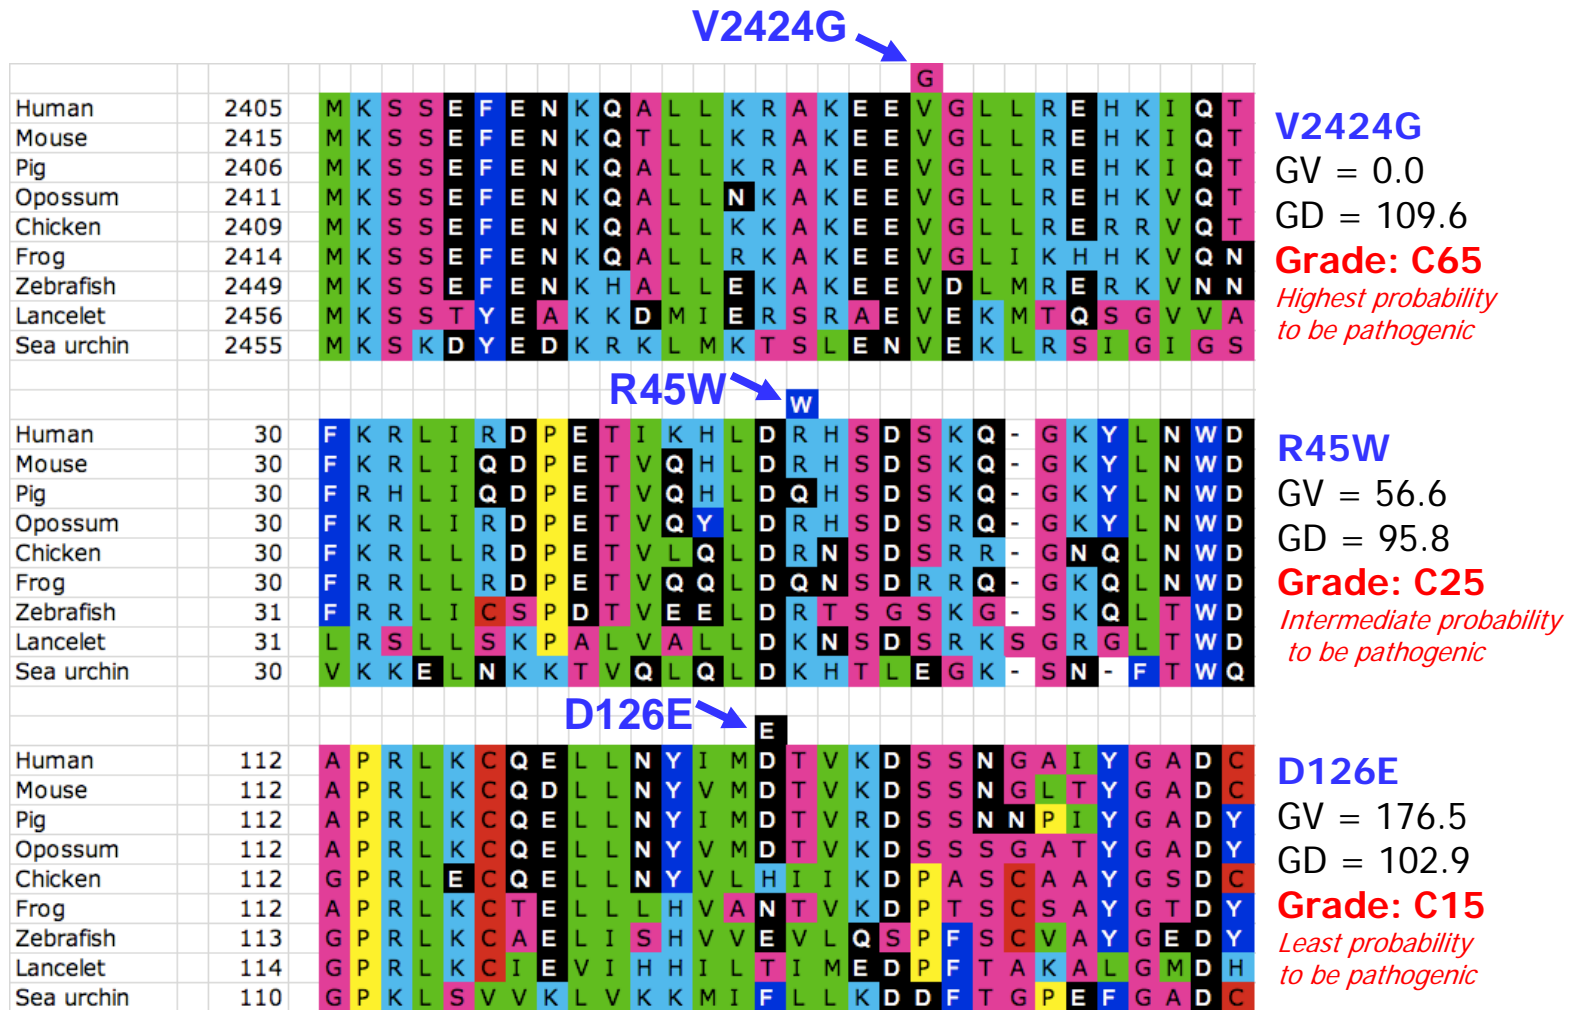 V2424G
G
Human 2405 M K S S E F E N K Q A L L K R A K E E V G L L R E H K I Q T
Mouse 2415 M K S S E F E N K Q T L L K R A K E E V G L L R E H K I Q T
Pig 2406 M K S S E F E N K Q A L L K R A K E E V G L L R E H K I Q T
Opossum 2411 M K S S E F E N K Q A L L N K A K E E V G L L R E H K V Q T
Chicken 2409 M K S S E F E N K Q A L L K K A K E E V G L L R E R R V Q T
Frog 2414 M K S S E F E N K Q A L L R K A K E E V G L I K H H K V Q N
Zebrafish 2449 M K S S E F E N K H A L L E K A K E E V D L M R E R K V N N
Lancelet 2456 M K S S T Y E A K K D M I E R S R A E V E K M T Q S G V V A
Sea urchin 2455 M K S K D Y E D K R K L M K T S L E N V E K L R S I G I G S
V2424G
GV = 0.0
GD = 109.6
Grade: C65
Highest probability
to be pathogenic
R45W
W
Human 30 F K R L I R D P E T I K H L D R H S D S K Q - G K Y L N W D
Mouse 30 F K R L I Q D P E T V Q H L D R H S D S K Q - G K Y L N W D
Pig 30 F R H L I Q D P E T V Q H L D Q H S D S K Q - G K Y L N W D
Opossum 30 F K R L I R D P E T V Q Y L D R H S D S R Q - G K Y L N W D
Chicken 30 F K R L L R D P E T V L Q L D R N S D S R R - G N Q L N W D
Frog 30 F R R L L R D P E T V Q Q L D Q N S D R R Q - G K Q L N W D
Zebrafish 31 F R R L I C S P D T V E E L D R T S G S K G - S K Q L T W D
Lancelet 31 L R S L L S K P A L V A L L D K N S D S R K S G R G L T W D
Sea urchin 30 V K K E L N K K T V Q L Q L D K H T L E G K - S N - F T W Q
R45W
GV = 56.6
GD = 95.8
Grade: C25
Intermediate probability
to be pathogenic
D126E
E
Human 112 A P R L K C Q E L L N Y I M D T V K D S S N G A I Y G A D C
Mouse 112 A P R L K C Q D L L N Y V M D T V K D S S N G L T Y G A D C
Pig 112 A P R L K C Q E L L N Y I M D T V R D S S N N P I Y G A D Y
Opossum 112 A P R L K C Q E L L N Y V M D T V K D S S S G A T Y G A D Y
Chicken 112 G P R L E C Q E L L N Y V L H I I K D P A S C A A Y G S D C
Frog 112 A P R L K C T E L L L H V A N T V K D P T S C S A Y G T D Y
Zebrafish 113 G P R L K C A E L I S H V V E V L Q S P F S C V A Y G E D Y
Lancelet 114 G P R L K C I E V I H H I L T I M E D P F T A K A L G M D H
Sea urchin 110 G P K L S V V K L V K K M I F L L K D D F T G P E F G A D C
D126E
GV = 176.5
GD = 102.9
Grade: C15
Least probability
to be pathogenic